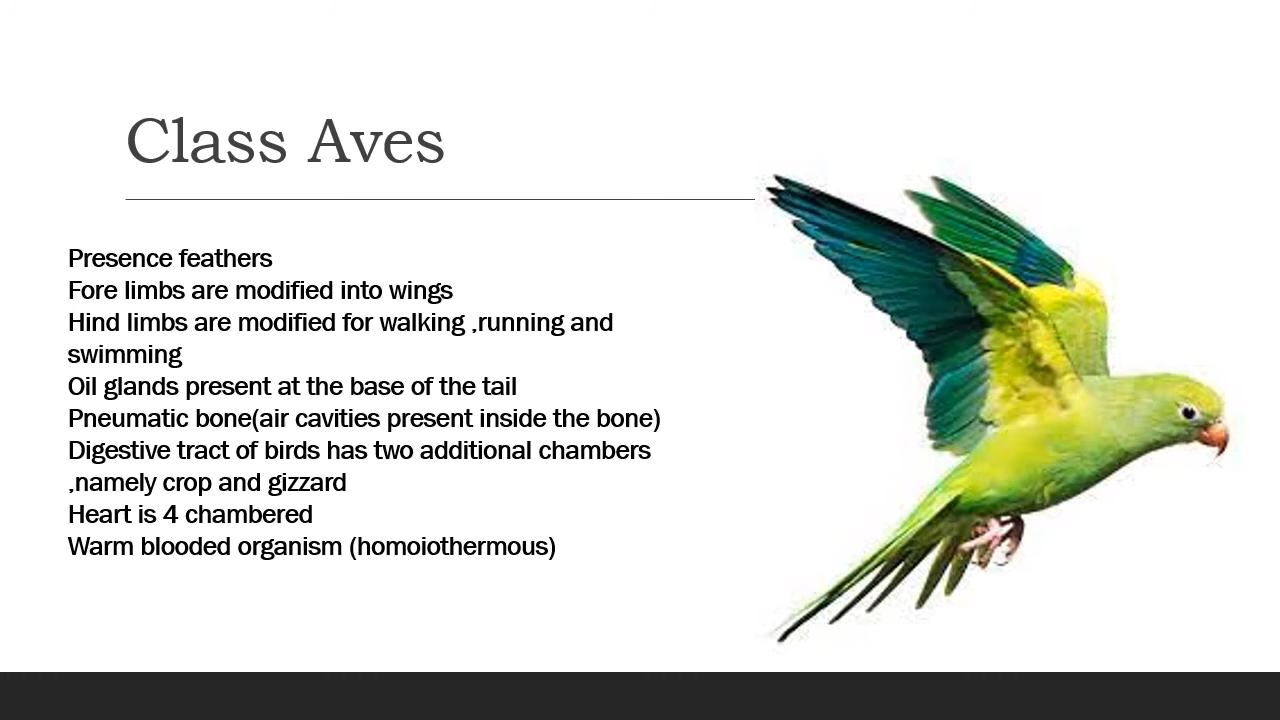 Class Aves
Presence feathers
Fore limbs are modified into wings
Hind limbs are modified for walking ,running and
swimming
Oil glands present at the base of the tail
Pneumatic bone(air cavities present inside the bone)
Digestive tract of birds has two additional chambers
,namely crop and gizzard
Heart is 4 chambered
Warm blooded organism (homoiothermous)